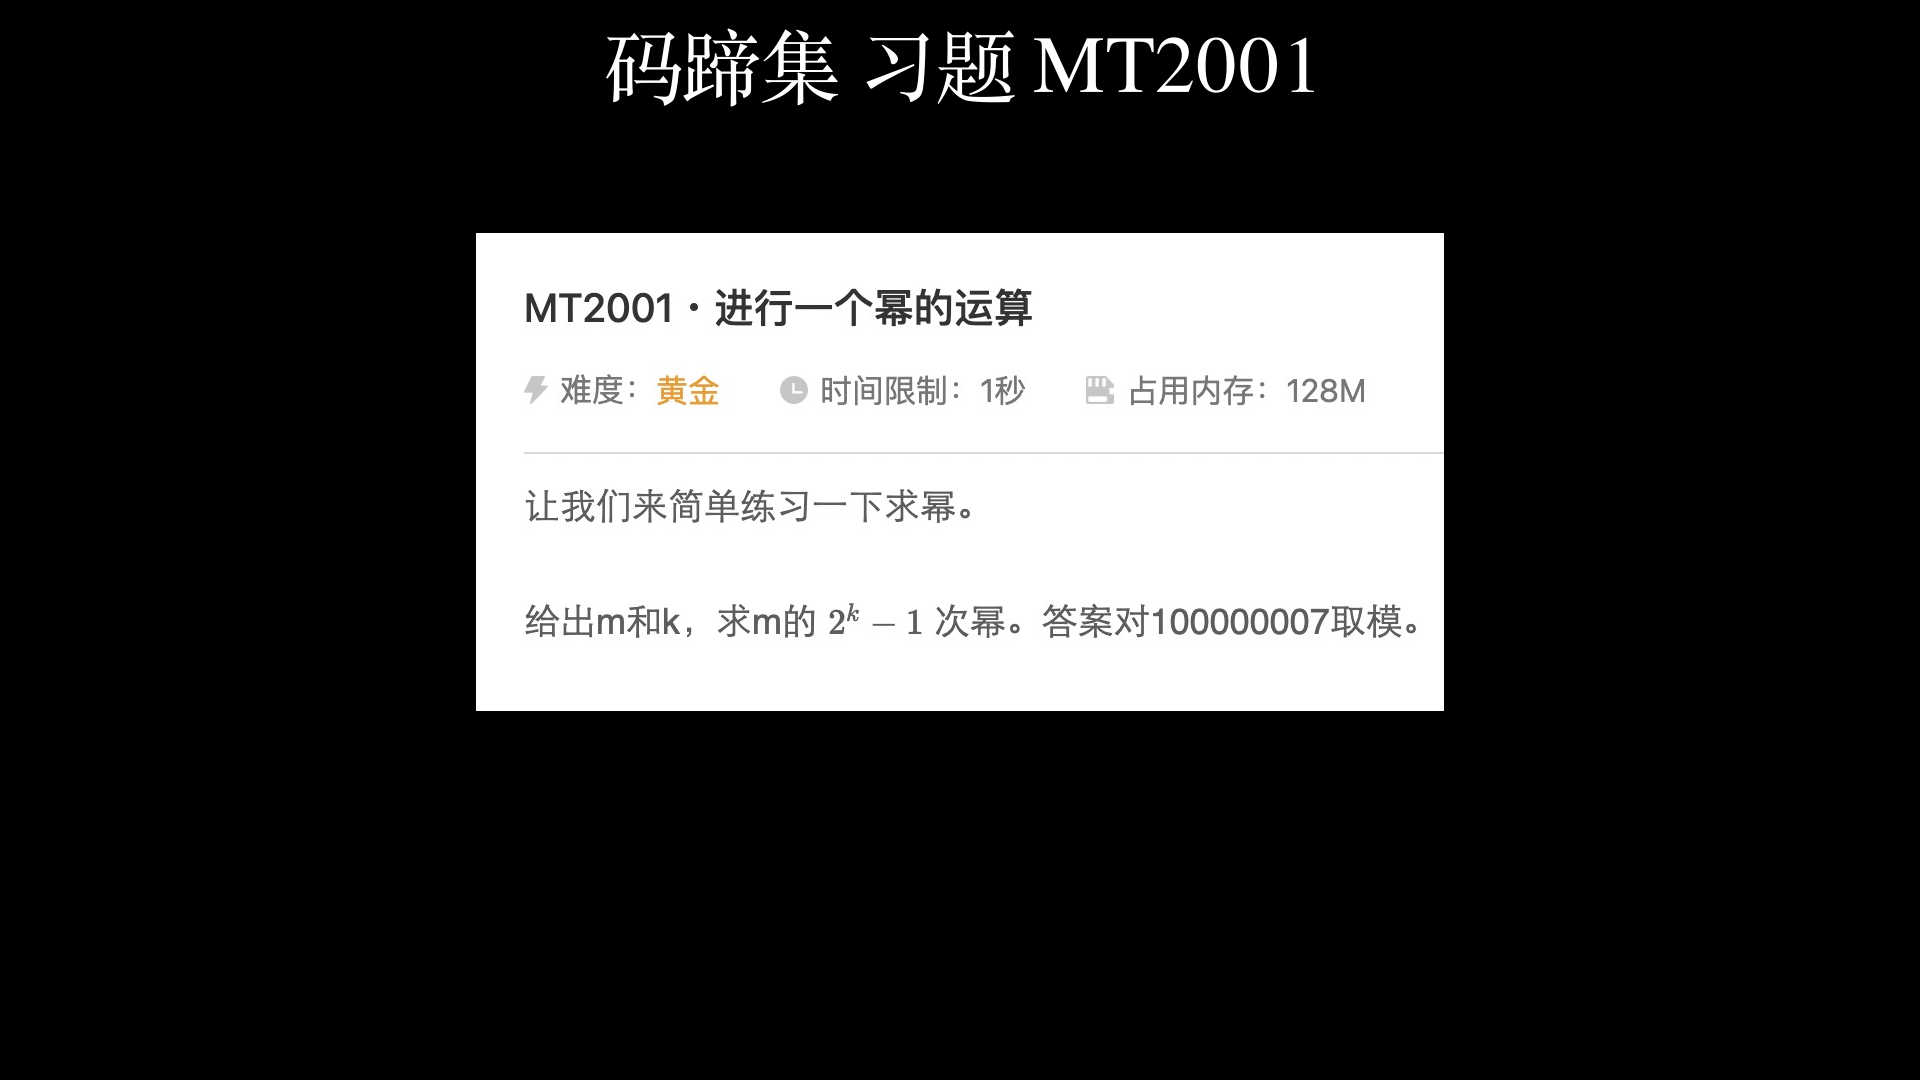 码蹄集 习题 MT2001
MT2001・进行一个幂的运算
难度：黄金 时间限制：1秒 占用内存：128M
让我们来简单练习一下求幂。
给出m和k，求m的 $2^k - 1$ 次幂。答案对100000007取模。